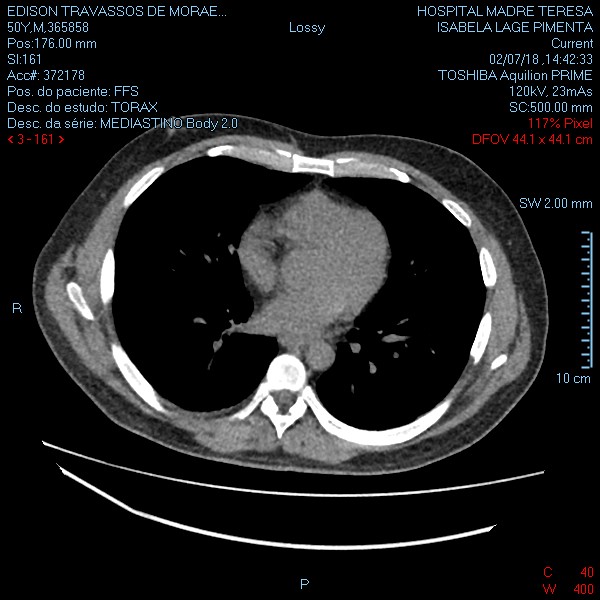 EDISON TRAVASSOS DE MORAE...
50Y,M,365858
Pos:176.00 mm
SI:161
Acc#: 372178
Pos. do paciente: FFS
Desc. do estudo: TORAX
Desc. da série: MEDIASTINO Body 2.0
< 3 - 161 >
Lossy
HOSPITAL MADRE TERESA
ISABELA LAGE PIMENTA
Current
02/07/18 ,14:42:33
TOSHIBA Aquilion PRIME
120kV, 23mAs
SC:500.00 mm
117% Pixel
DFOV 44.1 x 44.1 cm
SW 2.00 mm
R
10 cm
P
C 40
W 400